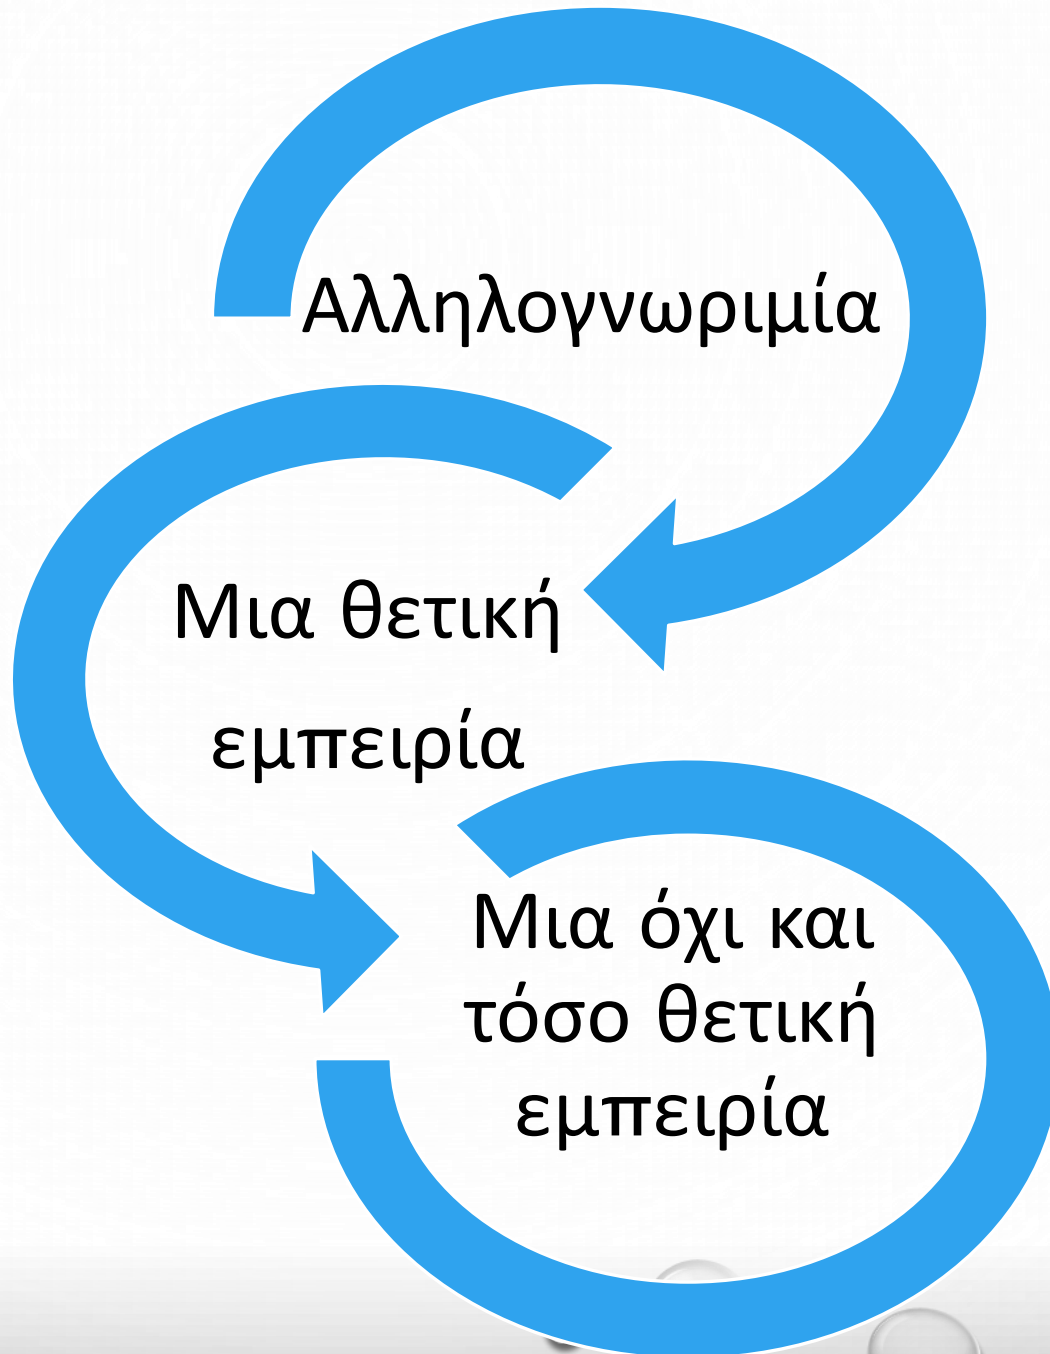 Αλληλογνωριμία
Μια θετική
εμπειρία
Μια όχι και
τόσο θετική
εμπειρία